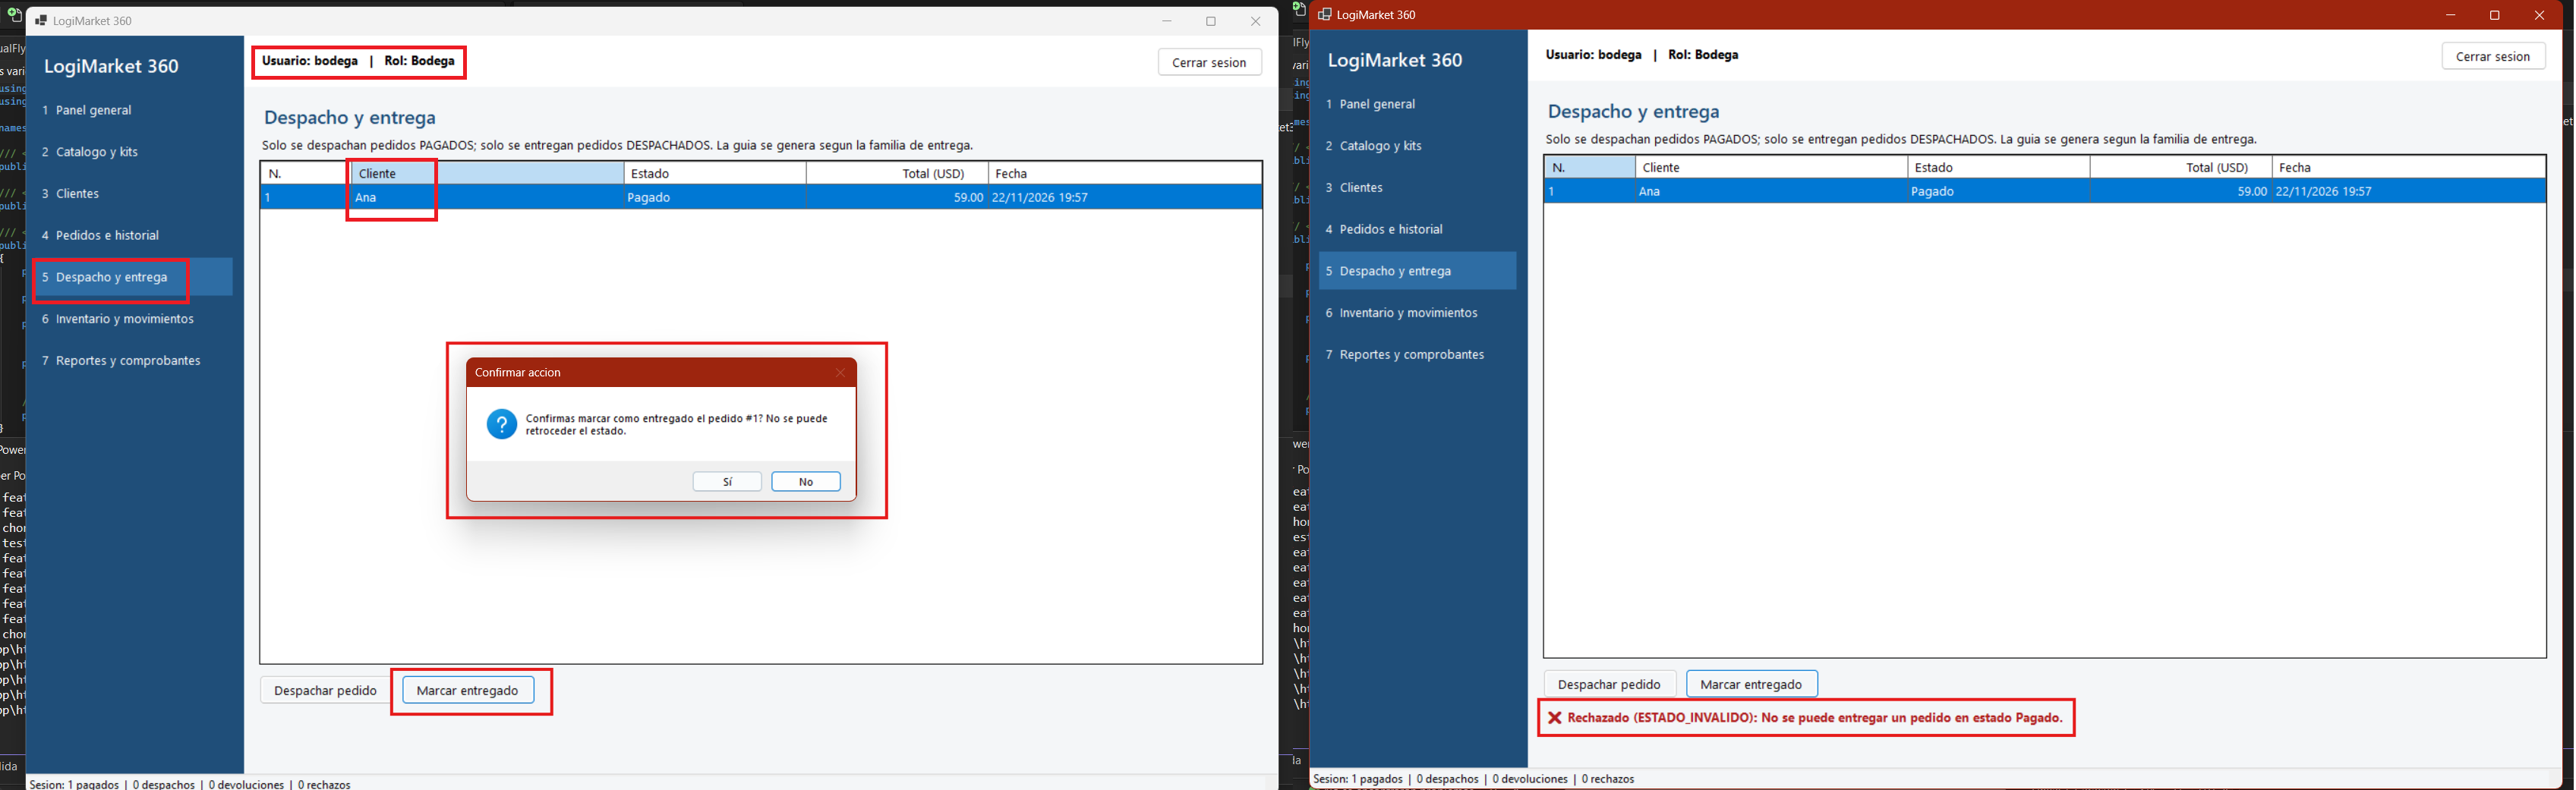 LogiMarket 360
LogiMarket 360
1 Panel general
2 Catalogo y kits
3 Clientes
4 Pedidos e historial
5 Despacho y entrega
6 Inventario y movimientos
7 Reportes y comprobantes
Usuario: bodega | Rol: Bodega
Cerrar sesion
Despacho y entrega
Solo se despachan pedidos PAGADOS; solo se entregan pedidos DESPACHADOS. La guia se genera segun la familia de entrega.
N. Cliente Estado Total (USD) Fecha
1 Ana Pagado 59.00 22/11/2026 19:57
Confirmar accion
Confirmas marcar como entregado el pedido #1? No se puede
retroceder el estado.
Sí No
Despachar pedido Marcar entregado
Sesion: 1 pagados | 0 despachos | 0 devoluciones | 0 rechazos
LogiMarket 360
LogiMarket 360
1 Panel general
2 Catalogo y kits
3 Clientes
4 Pedidos e historial
5 Despacho y entrega
6 Inventario y movimientos
7 Reportes y comprobantes
Usuario: bodega | Rol: Bodega
Cerrar sesion
Despacho y entrega
Solo se despachan pedidos PAGADOS; solo se entregan pedidos DESPACHADOS. La guia se genera segun la familia de entrega.
N. Cliente Estado Total (USD) Fecha
1 Ana Pagado 59.00 22/11/2026 19:57
Despachar pedido Marcar entregado
Rechazado (ESTADO_INVALIDO): No se puede entregar un pedido en estado Pagado.
Sesion: 1 pagados | 0 despachos | 0 devoluciones | 0 rechazos